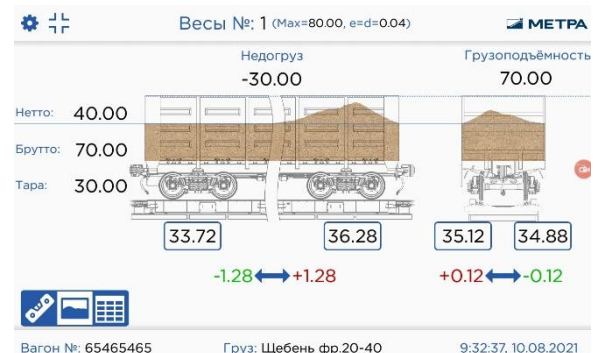 Весы №: 1 (Max=80.00, e=d=0.04)
МЕТРА
Недогруз
-30.00
Грузоподъёмность
70.00
Нетто: 40.00
Брутто: 70.00
Тара: 30.00
33.72
36.28
35.12
34.88
-1.28 +1.28
+0.12 -0.12
Вагон №: 65465465
Груз: Щебень фр.20-40
9:32:37, 10.08.2021